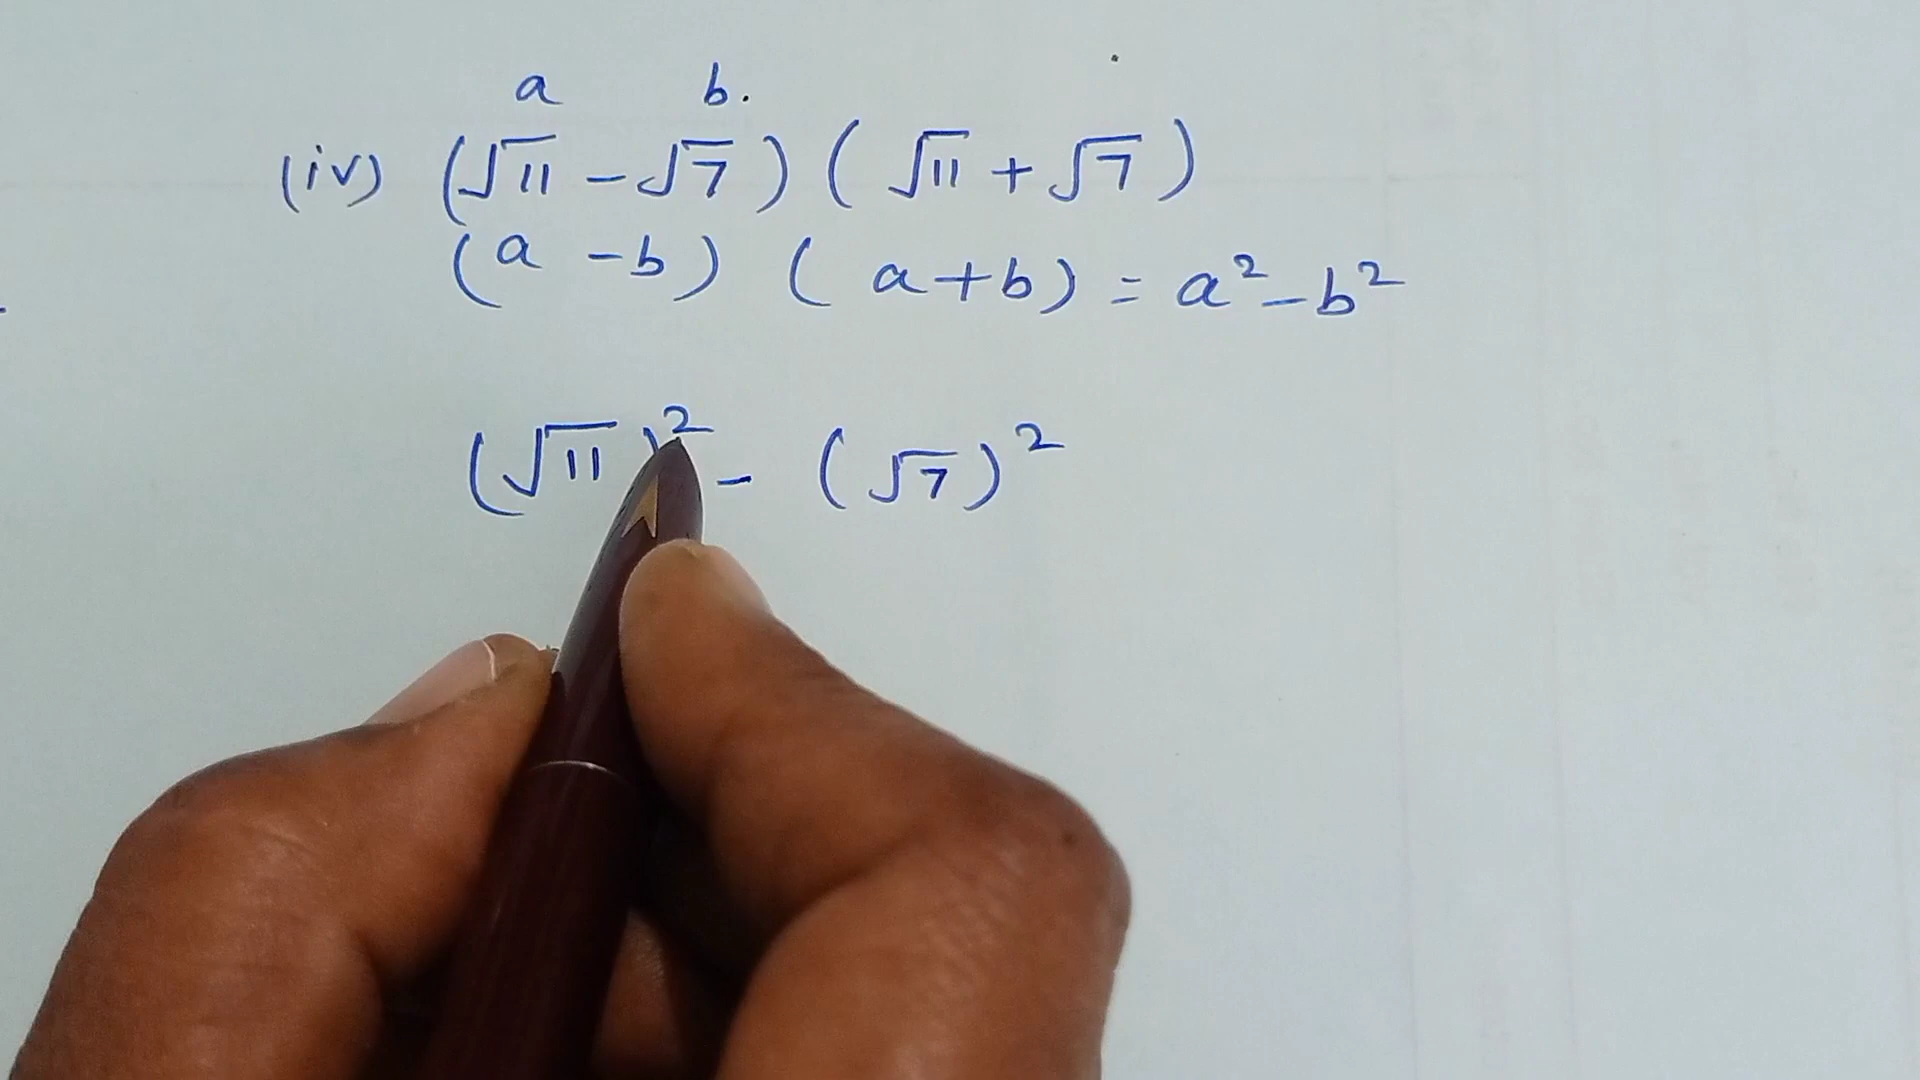 a b.
(iv) (√11 - √7) (√11 + √7)
(a - b) (a + b) = a² - b²
(√11)² - (√7)²